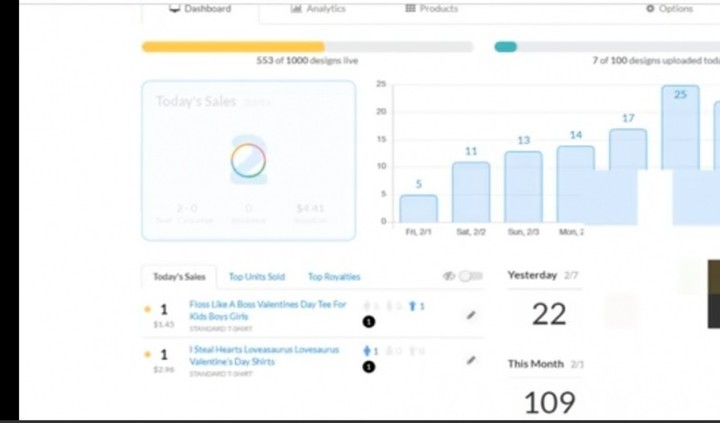 Dashboard
Analytics
Products
Options
553 of 1000 designs live
7 of 100 designs uploaded toda
Today's Sales
2 - 0
0
$4.41
25
20
15
10
5
0
5
11
13
14
17
25
Fri, 2/1
Sat, 2/2
Sun, 2/3
Mon, 2
Today's Sales
Top Units Sold
Top Royalties
1
$1.45
Floss Like A Boss Valentines Day Tee For
Kids Boys Girls
STANDARD T-SHIRT
1
1
1
$2.96
I Steal Hearts Loveasaurus Lovesaurus
Valentine's Day Shirts
STANDARD T-SHIRT
1
1
Yesterday 2/7
22
This Month 2/1
109